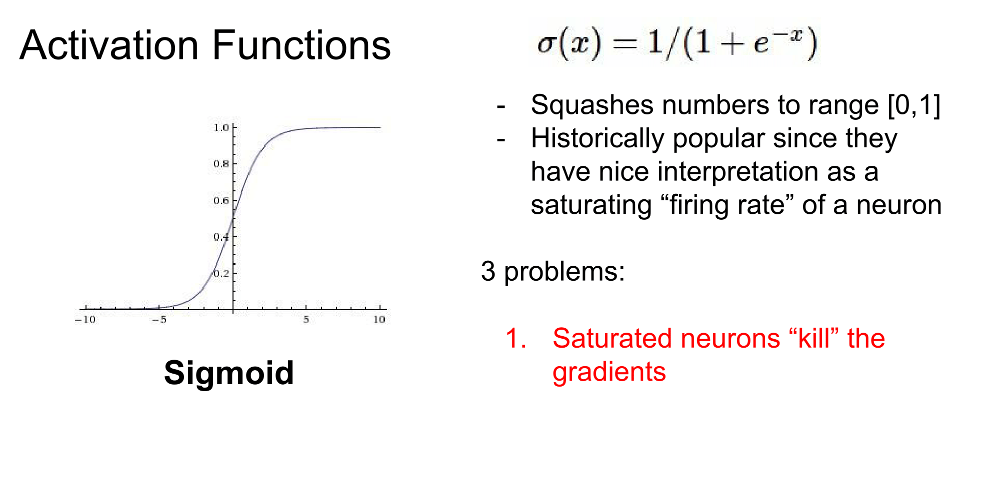 Activation Functions
σ(x) = 1/(1 + e^{−x})
- Squashes numbers to range [0,1]
- Historically popular since they
have nice interpretation as a
saturating “firing rate” of a neuron
3 problems:
1. Saturated neurons “kill” the
gradients
1.0
0.8
0.6
0.4
0.2
−10 −5 5 10
Sigmoid